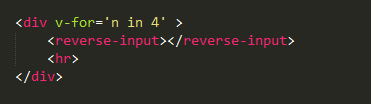 <div v-for='n in 4' >
<reverse-input></reverse-input>
<hr>
</div>